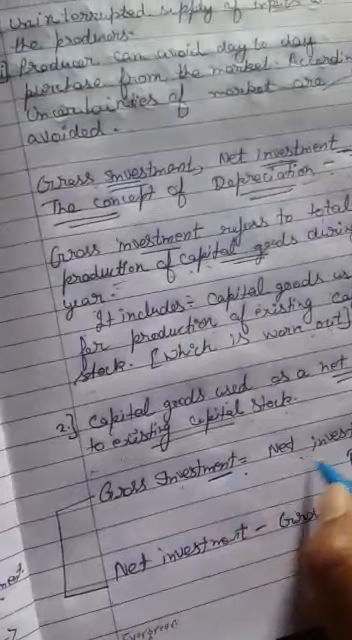 uninterrupted supply of inputs
the producers.
Producer can avoid day to day
purchase from the market. Accordin
Uncertainties of market are
avoided.
Gross Investment, Net investment
The concept of Depreciation -
Gross investment refers to total
production of capital goods during
year:-
It includes = capital goods us
for production of existing ca
stock. [which is worn out]
2.] Capital goods used as a net
to existing capital stock.
Gross Investment = Net invest
Net investment - Gross
Evergreen